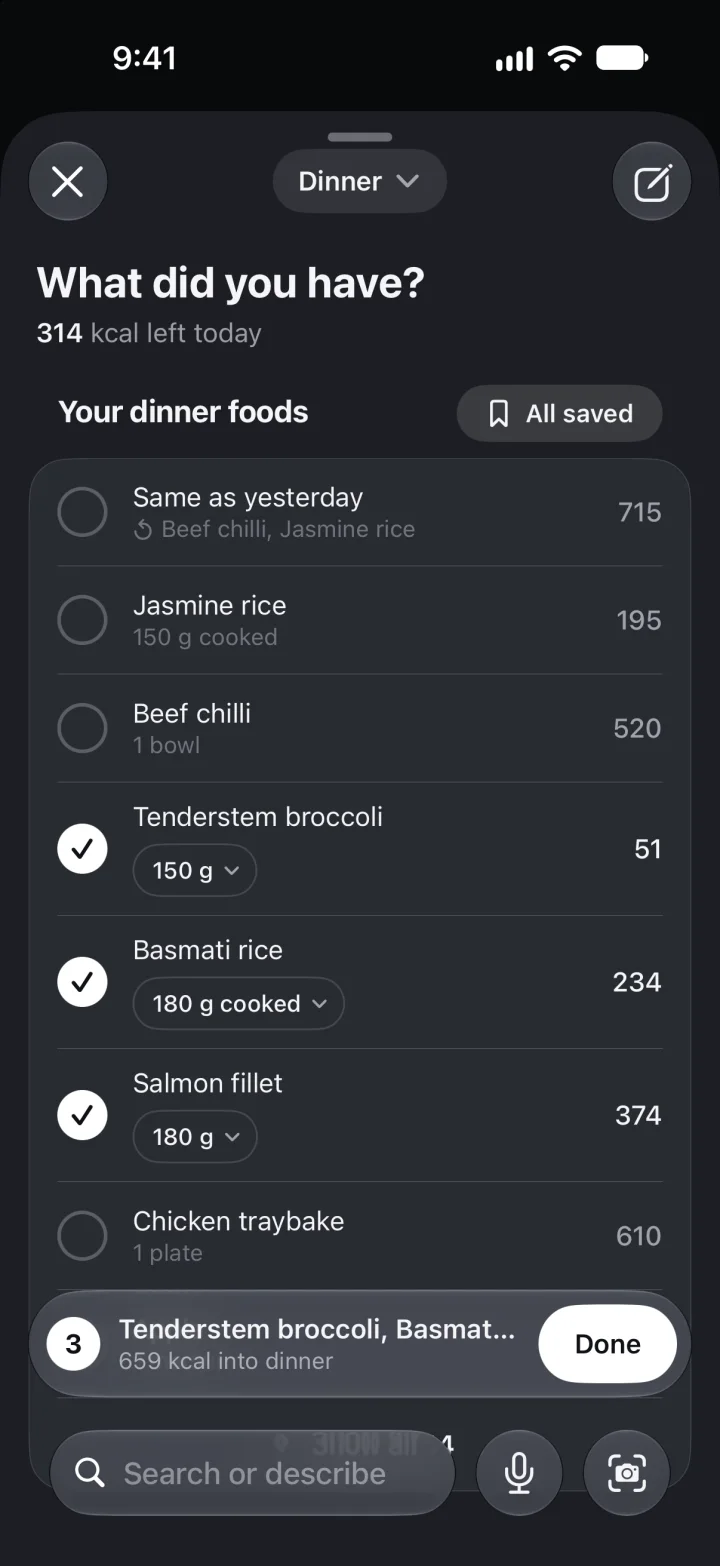 9:41
Dinner
What did you have?
314 kcal left today
Your dinner foods
All saved
Same as yesterday
715
Beef chilli, Jasmine rice
Jasmine rice
195
150 g cooked
Beef chilli
520
1 bowl
Tenderstem broccoli
51
150 g
Basmati rice
234
180 g cooked
Salmon fillet
374
180 g
Chicken traybake
610
1 plate
3
Tenderstem broccoli, Basmat...
659 kcal into dinner
Done
4
Search or describe